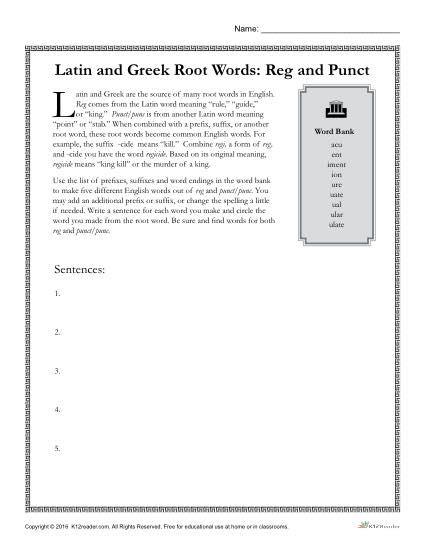 Name:
Latin and Greek Root Words: Reg and Punct
Latin and Greek are the source of many root words in English.
Reg comes from the Latin word meaning “rule,” “guide,”
or “king.” Punct/punc is from another Latin word meaning
“point” or “stab.” When combined with a prefix, suffix, or another
root word, these root words become common English words. For
example, the suffix -cide means “kill.” Combine regi, a form of reg,
and -cide you have the word regicide. Based on its original meaning,
regicide means “king kill” or the murder of a king.
Use the list of prefixes, suffixes and word endings in the word bank
to make five different English words out of reg and punct/punc. You
may add an additional prefix or suffix, or change the spelling a little
if needed. Write a sentence for each word you make and circle the
word you made from the root word. Be sure and find words for both
reg and punct/punc.
Word Bank
acu
ent
iment
ion
ure
uate
ual
ular
ulate
Sentences:
1.
2.
3.
4.
5.
Copyright © 2016 K12reader.com. All Rights Reserved. Free for educational use at home or in classrooms.
K12Reader